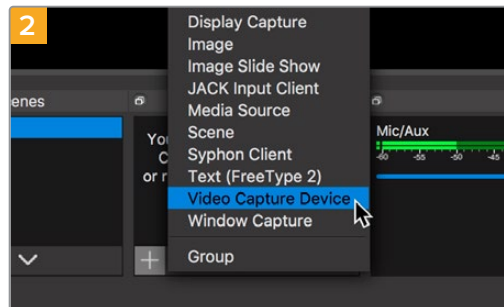 2
Display Capture
Image
Image Slide Show
JACK Input Client
Media Source
Scene
Syphon Client
Text (FreeType 2)
Video Capture Device
Window Capture
Group
enes
You
C
or r
Mic/Aux
-60 -55 -50 -45